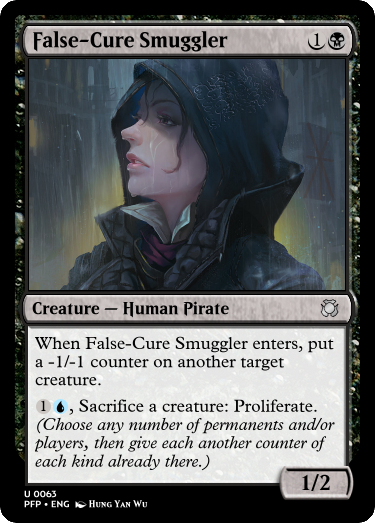 False-Cure Smuggler 1
Creature — Human Pirate
When False-Cure Smuggler enters, put
a -1/-1 counter on another target
creature.
1, Sacrifice a creature: Proliferate.
(Choose any number of permanents and/or
players, then give each another counter of
each kind already there.)
1/2
U 0063
PFP • ENG Hung Yan Wu